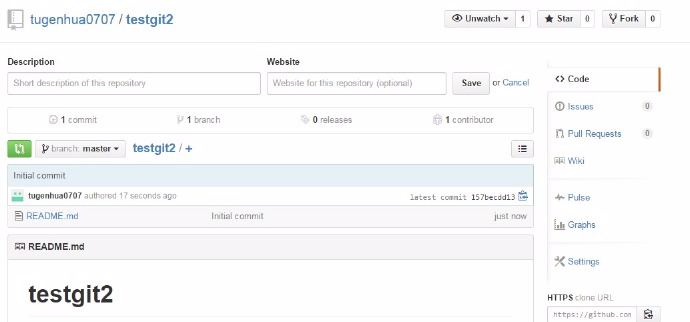 tugenhua0707 / testgit2
Unwatch 1 Star 0 Fork 0
Description Website
Short description of this repository Website for this repository (optional) Save or Cancel
1 commit 1 branch 0 releases 1 contributor
branch: master testgit2 / +
Initial commit
tugenhua0707 authored 17 seconds ago latest commit 157becdd13
README.md Initial commit just now
README.md
testgit2
Code
Issues 0
Pull Requests 0
Wiki
Pulse
Graphs
Settings
HTTPS clone URL
https://github.com